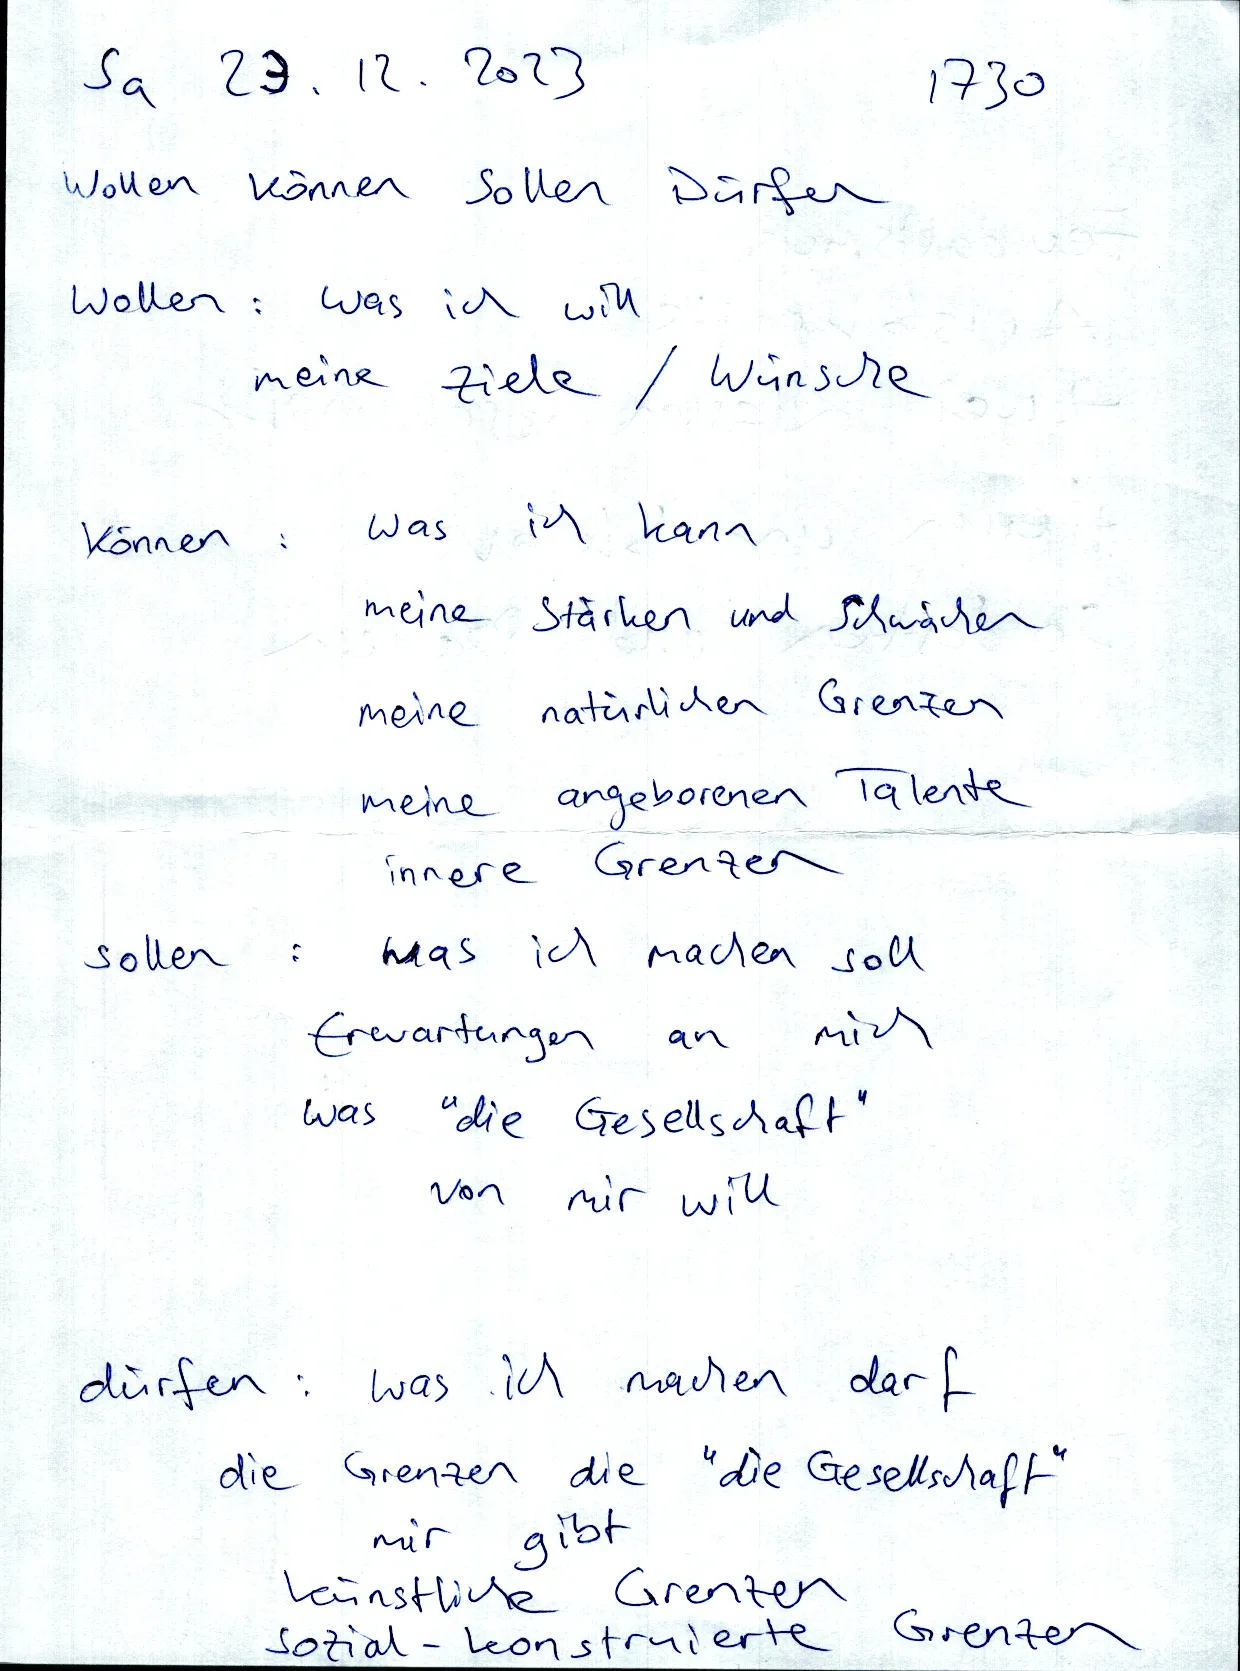 Sa 23.12.2023 1730
Wollen Können Sollen Dürfen
Wollen: was ich will
meine Ziele / Wünsche
Können: was ich kann
meine Stärken und Schwächen
meine natürlichen Grenzen
meine angeborenen Talente
innere Grenzen
sollen: was ich machen soll
Erwartungen an mich
was "die Gesellschaft"
von mir will
dürfen: was ich machen darf
die Grenzen die "die Gesellschaft"
mir gibt
künstliche Grenzen
sozial-konstruierte Grenzen